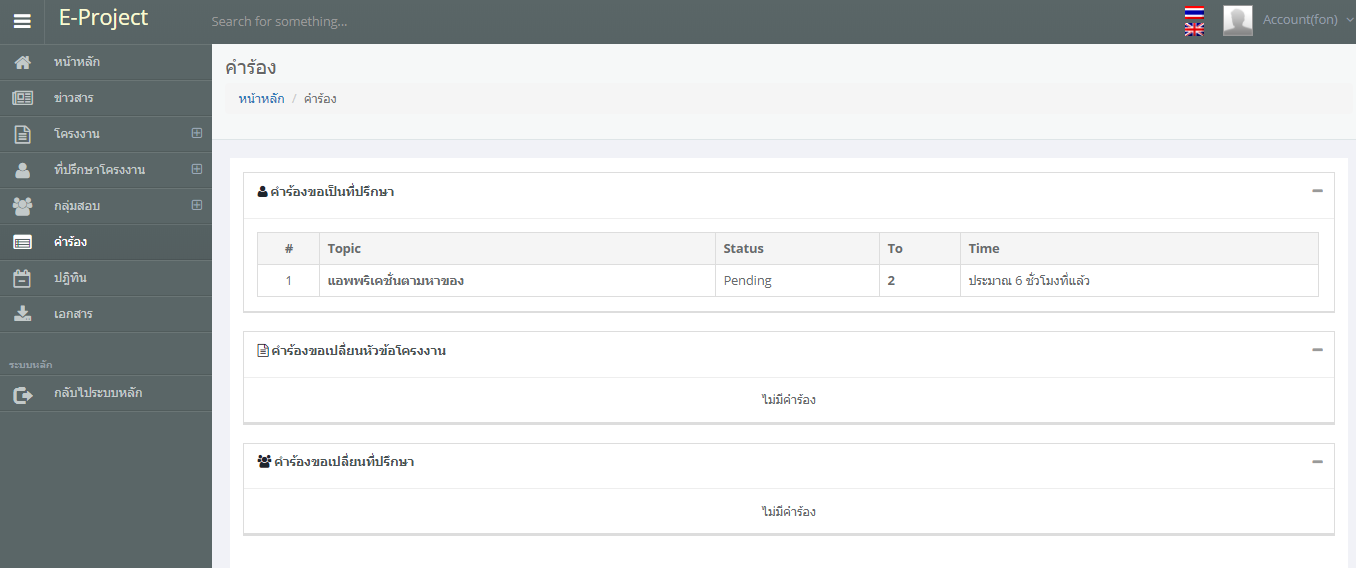 E-Project
Search for something...
Account(fon)
หน้าหลัก
ข่าวสาร
โครงงาน
ที่ปรึกษาโครงงาน
กลุ่มสอบ
คำร้อง
ปฏิทิน
เอกสาร
ระบบหลัก
กลับไประบบหลัก
คำร้อง
หน้าหลัก / คำร้อง
คำร้องขอเป็นที่ปรึกษา
# Topic Status To Time
1 แอพพริเคชั่นตามหาของ Pending 2 ประมาณ 6 ชั่วโมงที่แล้ว
คำร้องขอเปลี่ยนหัวข้อโครงงาน
ไม่มีคำร้อง
คำร้องขอเปลี่ยนที่ปรึกษา
ไม่มีคำร้อง